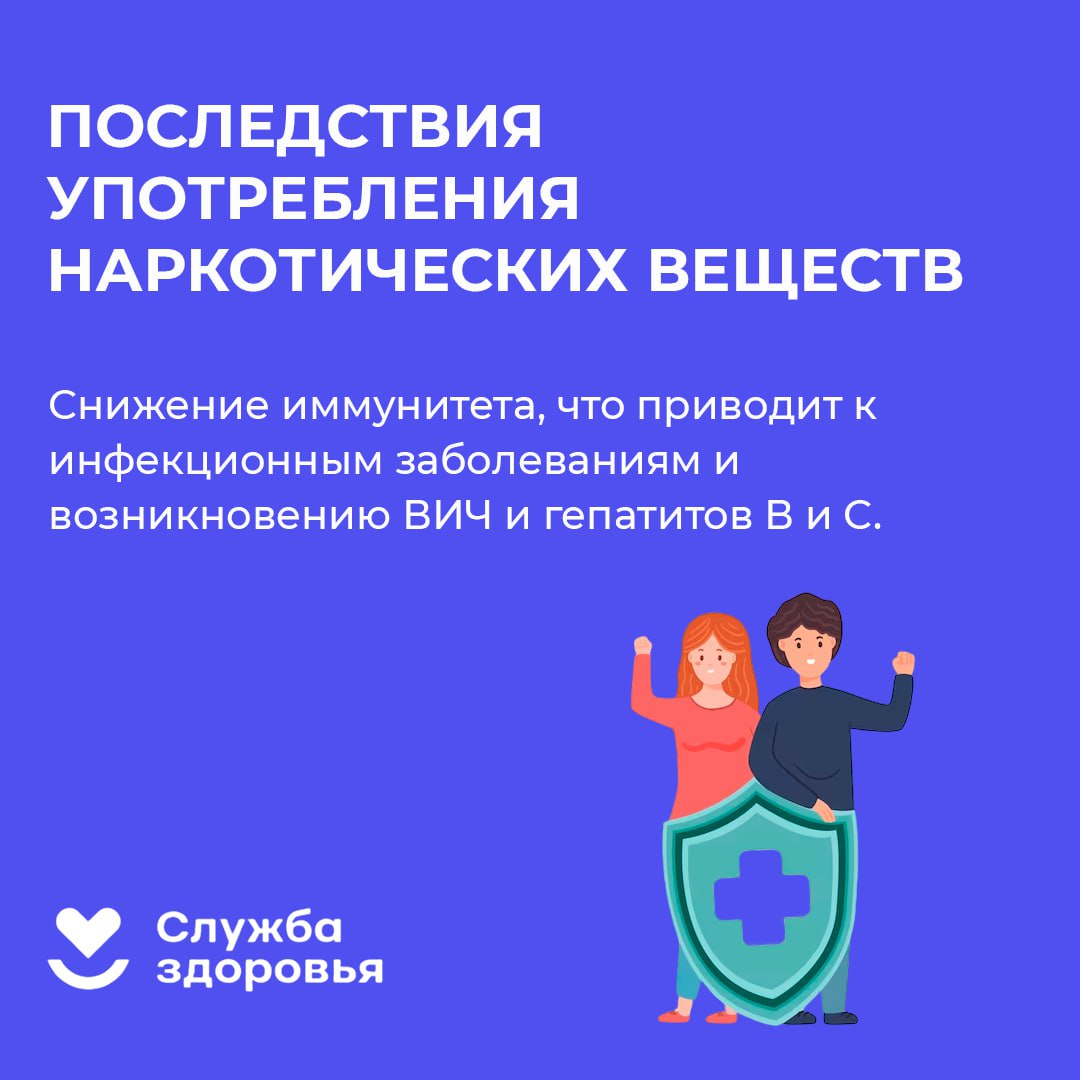 ПОСЛЕДСТВИЯ
УПОТРЕБЛЕНИЯ
НАРКОТИЧЕСКИХ ВЕЩЕСТВ
Снижение иммунитета, что приводит к
инфекционным заболеваниям и
возникновению ВИЧ и гепатитов В и С.
Служба
здоровья